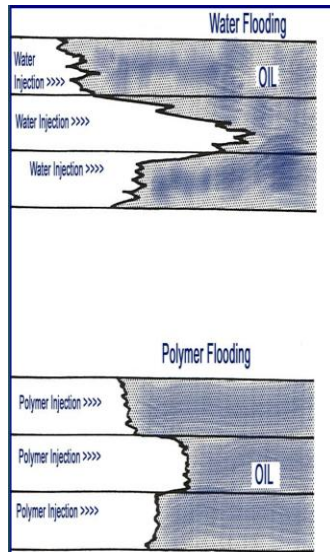 Water Flooding
Water
Injection >>>>
OIL
Water Injection >>>>
Water Injection >>>>
Polymer Flooding
Polymer Injection >>>>
Polymer Injection >>>>
OIL
Polymer Injection >>>>